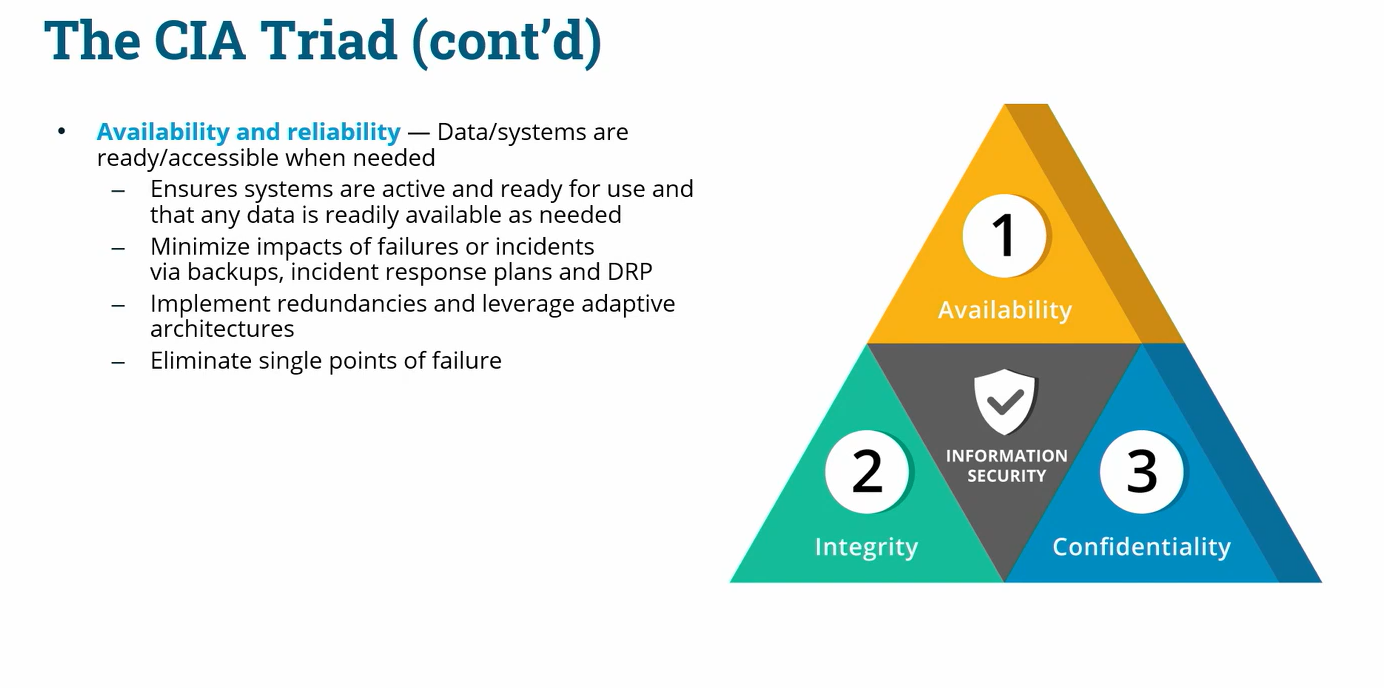 The CIA Triad (cont’d)
• Availability and reliability — Data/systems are
ready/accessible when needed
– Ensures systems are active and ready for use and
that any data is readily available as needed
– Minimize impacts of failures or incidents
via backups, incident response plans and DRP
– Implement redundancies and leverage adaptive
architectures
– Eliminate single points of failure
1
Availability
INFORMATION
SECURITY
2
Integrity
3
Confidentiality